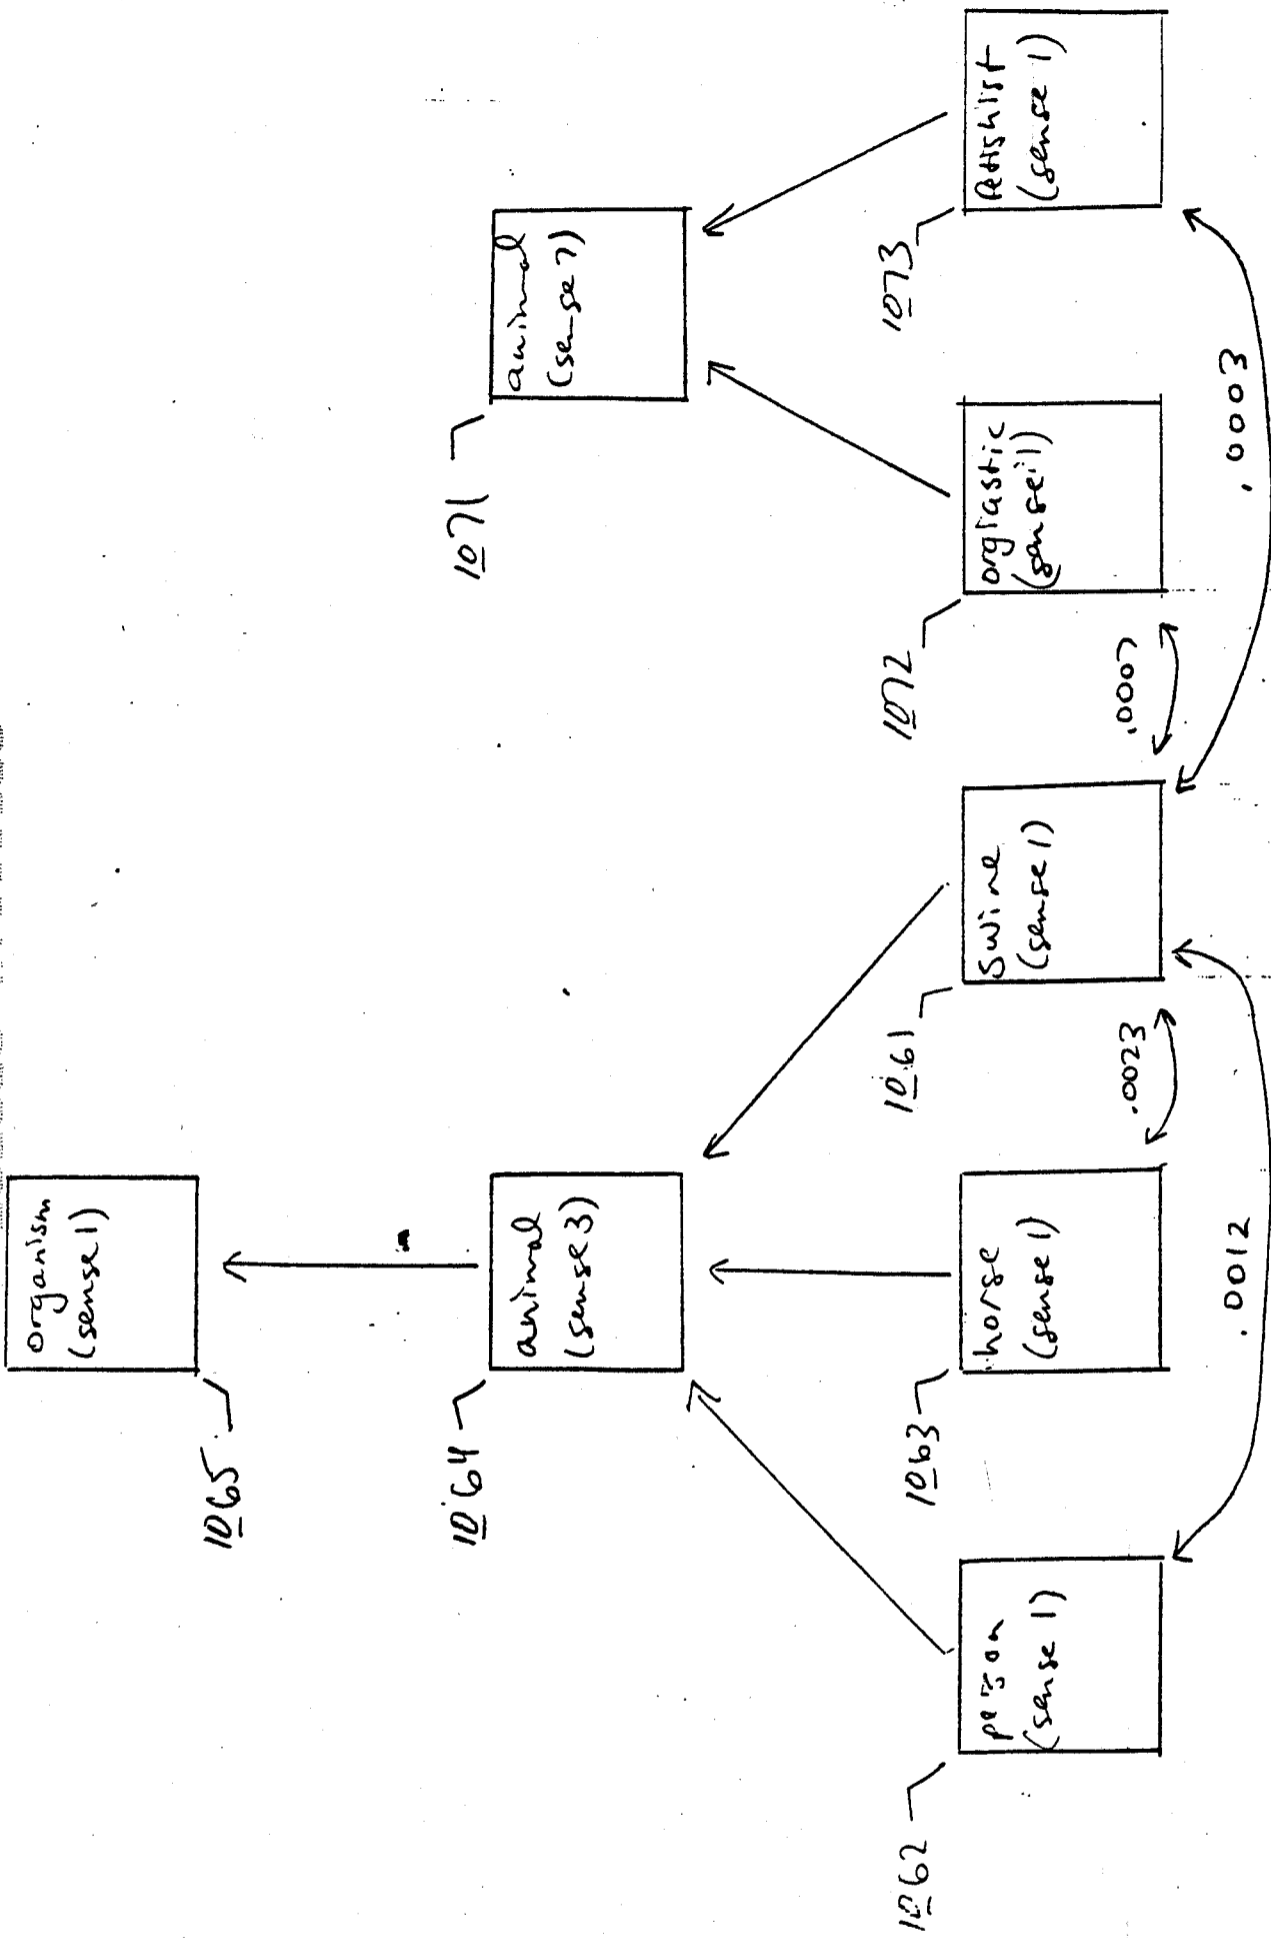 organism
(sense 1)
1065
animal
(sense 3)
1064
animal
(sense 7)
1071
person
(sense 1)
1062
horse
(sense 1)
1063
swine
(sense 1)
1061
orgiastic
(sense 1)
1072
fetishist
(sense 1)
1073
.0023
.0007
.0012
.0003